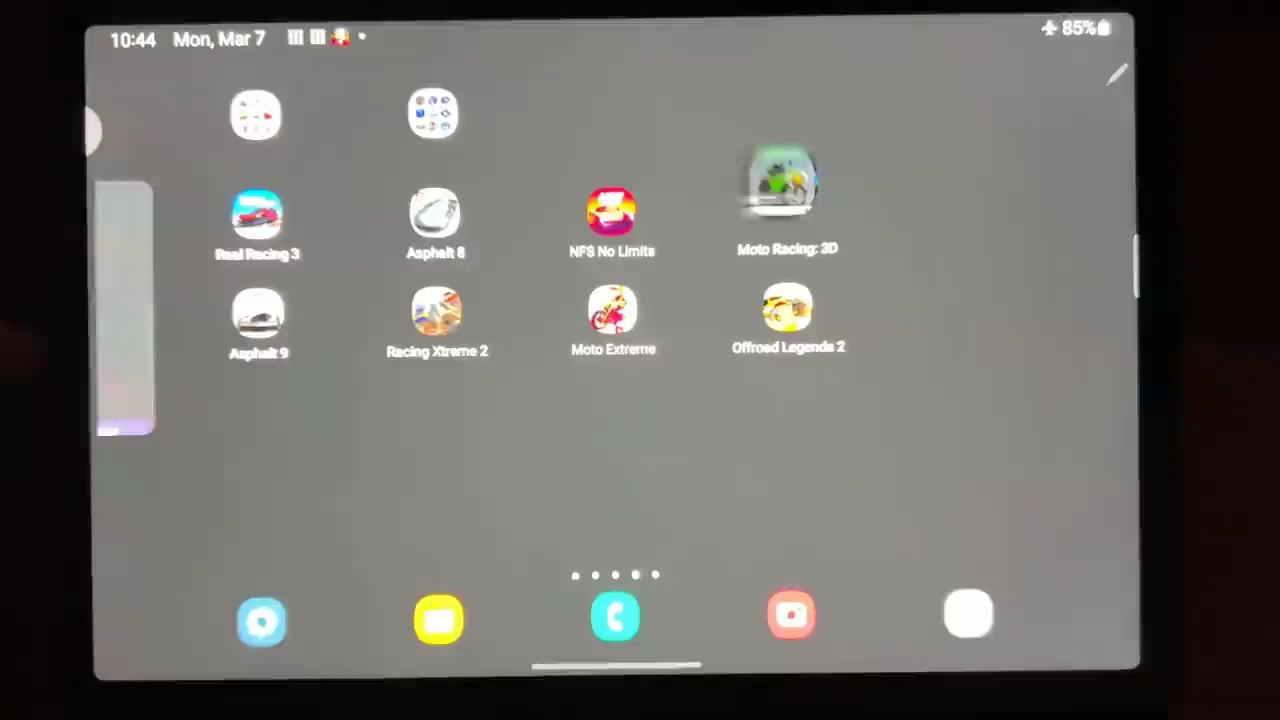 10:44 Mon, Mar 7
85%
Real Racing 3
Asphalt 8
NFS No Limits
Moto Racing: 3D
Asphalt 9
Racing Xtreme 2
Moto Extreme
Offroad Legends 2